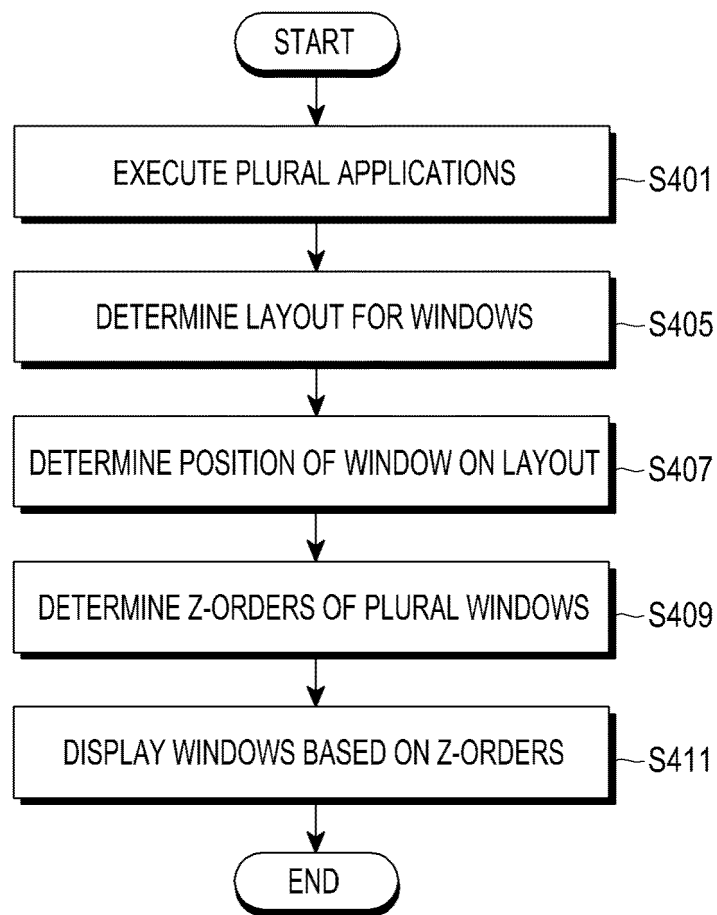 START
EXECUTE PLURAL APPLICATIONS
S401
DETERMINE LAYOUT FOR WINDOWS
S405
DETERMINE POSITION OF WINDOW ON LAYOUT
S407
DETERMINE Z-ORDERS OF PLURAL WINDOWS
S409
DISPLAY WINDOWS BASED ON Z-ORDERS
S411
END